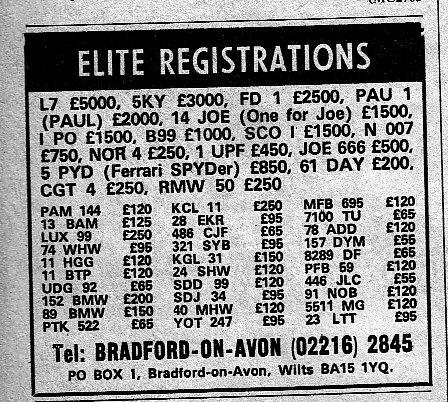 ELITE REGISTRATIONS
L7 £5000, 5KY £3000, FD 1 £2500, PAU 1
(PAUL) £2000, 14 JOE (One for Joe) £1500,
I PO £1500, B99 £1000, SCO I £1500, N 007
£750, NOR 4 £250, 1 UPF £450, JOE 666 £500,
5 PYD (Ferrari SPYDer) £850, 61 DAY £200,
CGT 4 £250, RMW 50 £250
PAM 144 £120 KCL 11 £250 MFB 695 £120
13 BAM £125 28 EKR £95 7100 TU £65
LUX 99 £250 486 CJF £65 78 ADD £120
74 WHW £95 321 SYB £95 157 DYM £55
11 HGG £120 KGL 31 £150 8289 DF £65
11 BTP £120 24 SHW £120 PFB 59 £120
UDG 92 £65 SDD 99 £120 446 JLC £55
152 BMW £200 SDJ 34 £95 91 NOB £120
89 BMW £150 40 MHW £120 5511 MG £120
PTK 522 £65 YOT 247 £95 23 LTT £95
Tel: BRADFORD-ON-AVON (02216) 2845
PO BOX 1, Bradford-on-Avon, Wilts BA15 1YQ.